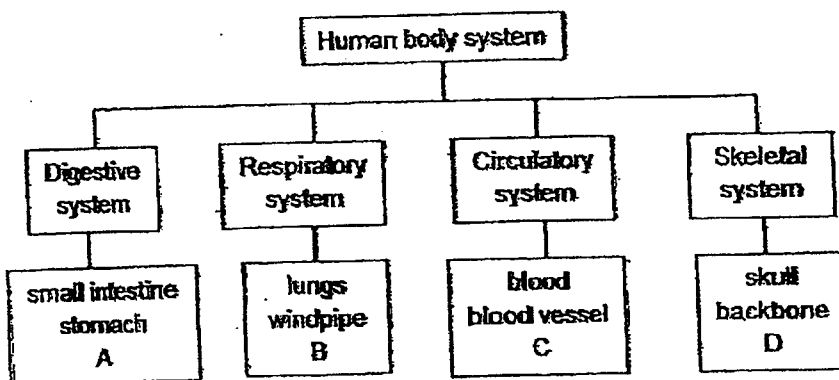 Human body system
Digestive
system
Respiratory
system
Circulatory
system
Skeletal
system
small intestine
stomach
A
lungs
windpipe
B
blood
blood vessel
C
skull
backbone
D